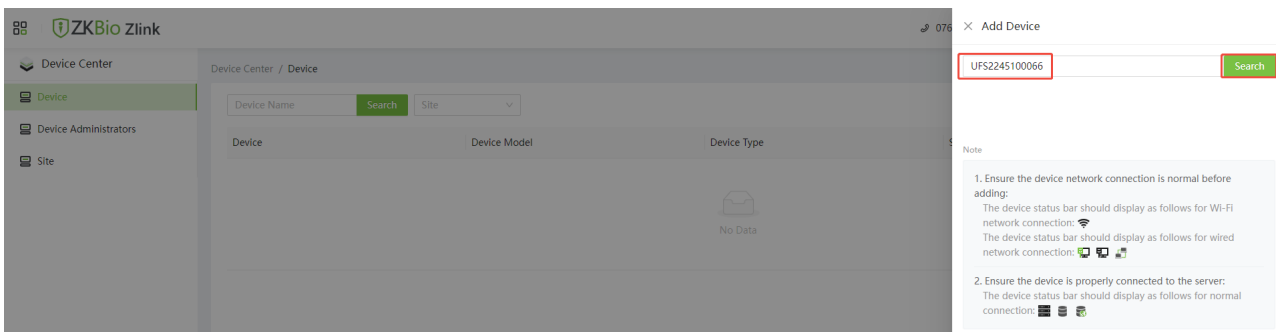 ZKBio Zlink
076
Device Center
Device
Device Administrators
Site
Device Center / Device
Device Name
Search
Site
Device
Device Model
Device Type
S
No Data
Add Device
UFS2245100066
Search
Note
1. Ensure the device network connection is normal before
adding:
The device status bar should display as follows for Wi-Fi
network connection:
The device status bar should display as follows for wired
network connection:
2. Ensure the device is properly connected to the server:
The device status bar should display as follows for normal
connection: